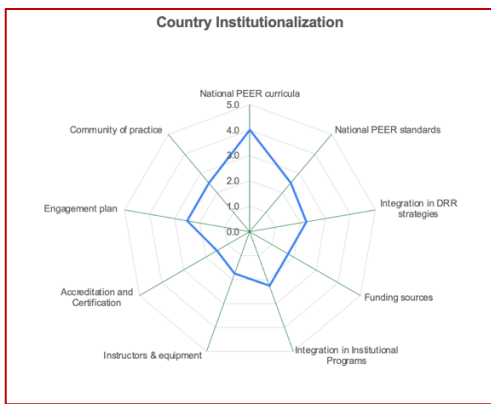 Country Institutionalization
National PEER curricula
5.0
4.0
3.0
2.0
1.0
0.0
National PEER standards
Integration in DRR
strategies
Funding sources
Integration in Institutional
Programs
Instructors & equipment
Accreditation and
Certification
Engagement plan
Community of practice